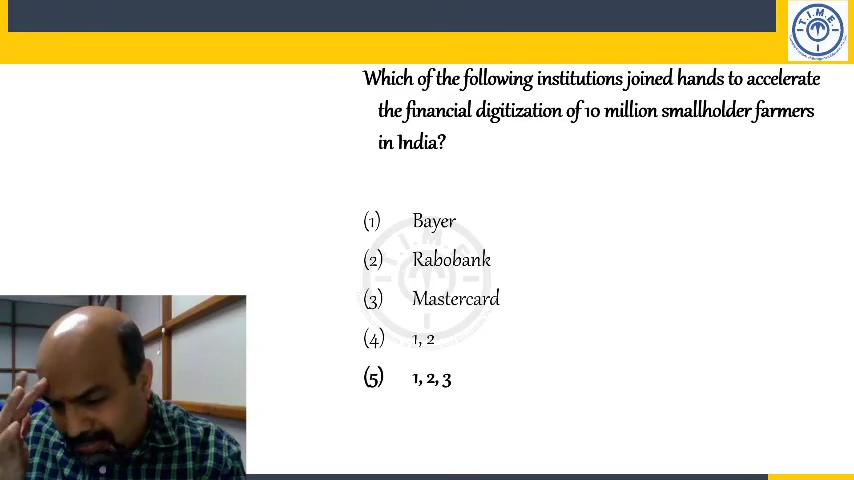 T.I.M.E.
Which of the following institutions joined hands to accelerate
the financial digitization of 10 million smallholder farmers
in India?
(1) Bayer
(2) Rabobank
(3) Mastercard
(4) 1, 2
(5) 1, 2, 3